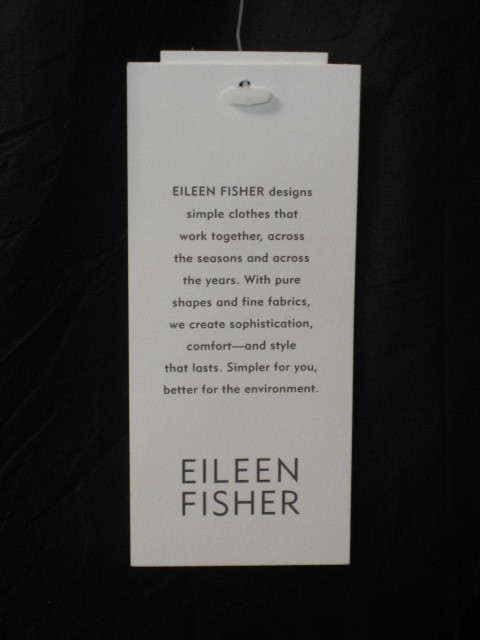 EILEEN FISHER designs
simple clothes that
work together, across
the seasons and across
the years. With pure
shapes and fine fabrics,
we create sophistication,
comfort—and style
that lasts. Simpler for you,
better for the environment.
EILEEN
FISHER